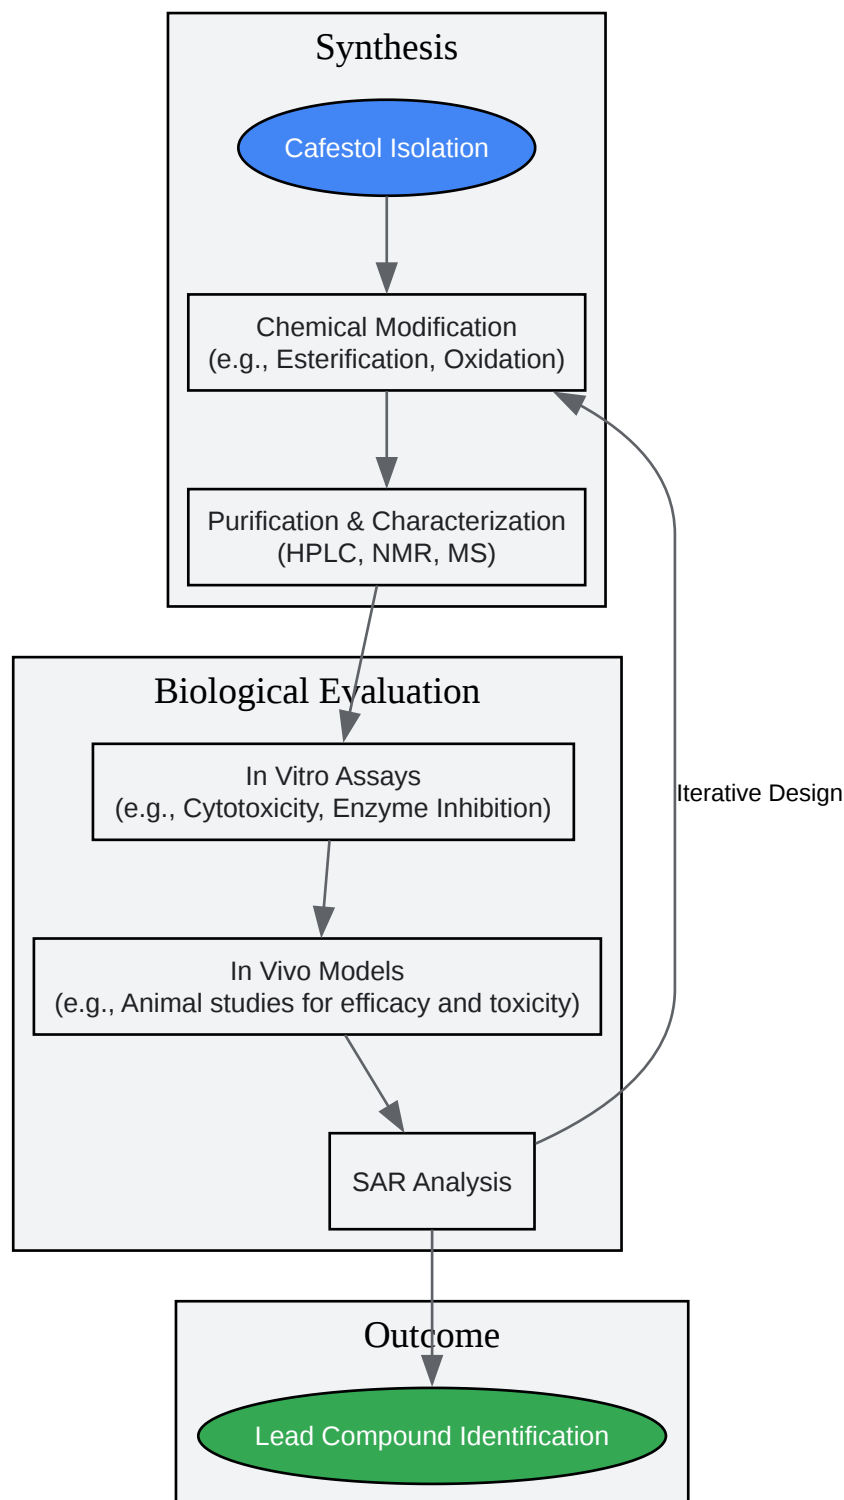 Synthesis
Cafestol Isolation
Chemical Modification
(e.g., Esterification, Oxidation)
Purification & Characterization
(HPLC, NMR, MS)
Biological Evaluation
In Vitro Assays
(e.g., Cytotoxicity, Enzyme Inhibition)
Iterative Design
In Vivo Models
(e.g., Animal studies for efficacy and toxicity)
SAR Analysis
Outcome
Lead Compound Identification